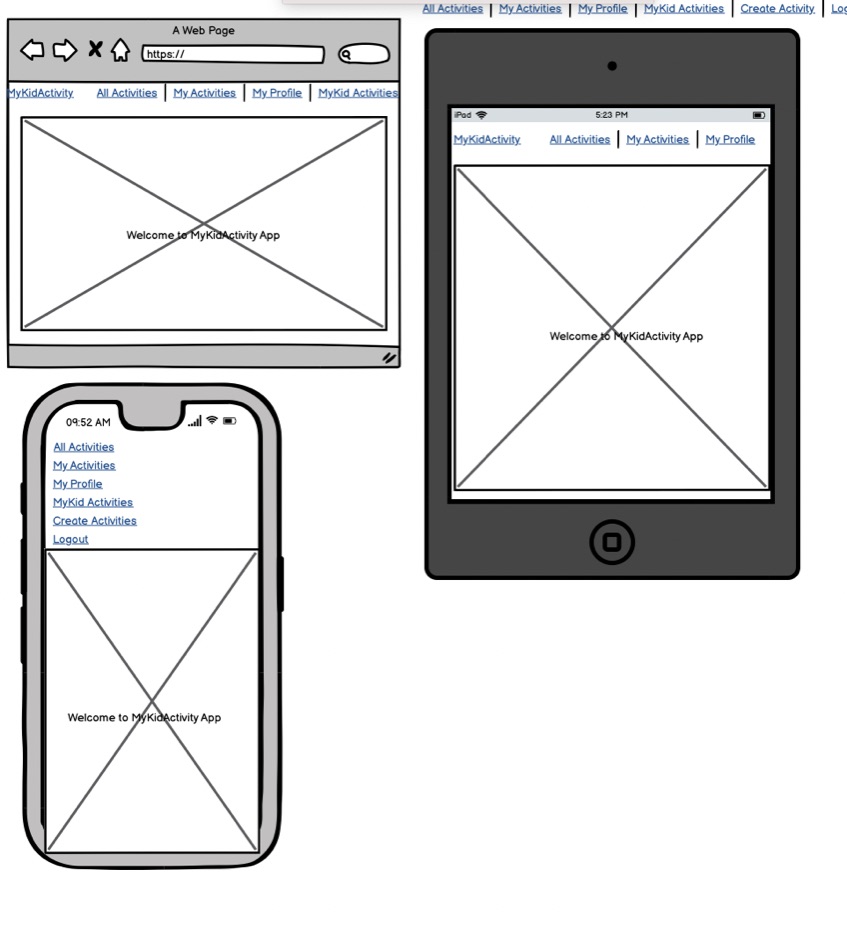 All Activities My Activities My Profile MyKid Activities Create Activity
A Web Page
https://
MyKidActivity All Activities My Activities My Profile MyKid Activities
Welcome to MyKidActivity App
iPad 5:23 PM
MyKidActivity All Activities My Activities My Profile
Welcome to MyKidActivity App
09:52 AM
All Activities
My Activities
My Profile
MyKid Activities
Create Activities
Logout
Welcome to MyKidActivity App